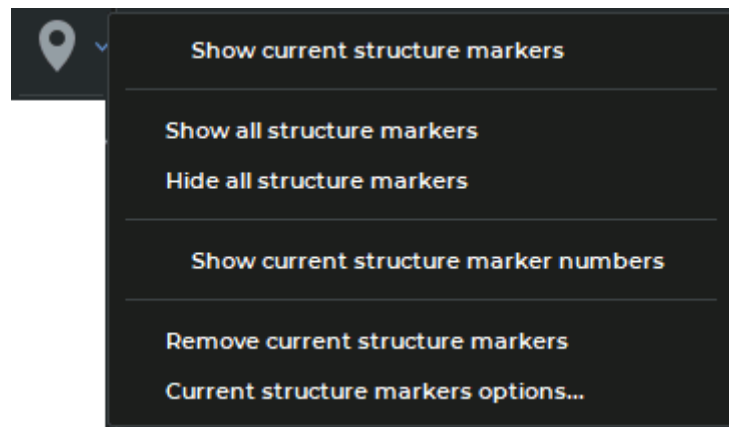 Show current structure markers
Show all structure markers
Hide all structure markers
Show current structure marker numbers
Remove current structure markers
Current structure markers options...